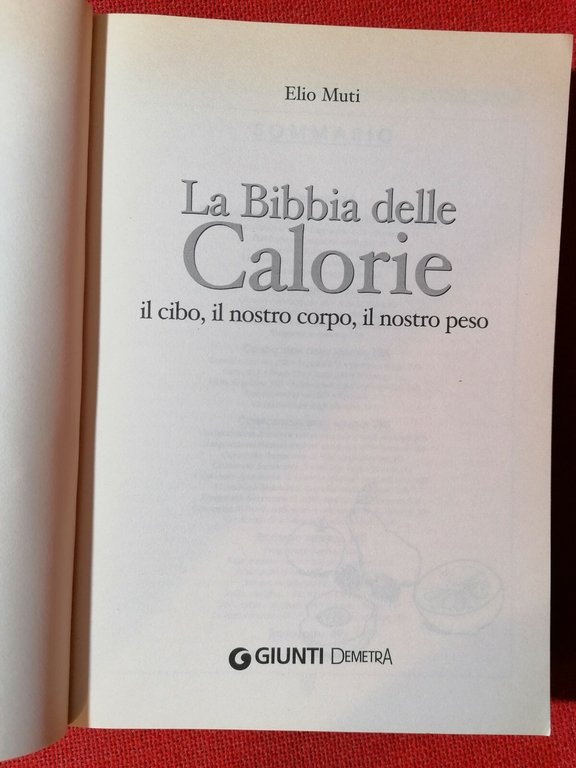 Elio Muti
La Bibbia delle
Calorie
il cibo, il nostro corpo, il nostro peso
GIUNTI DEMETRA